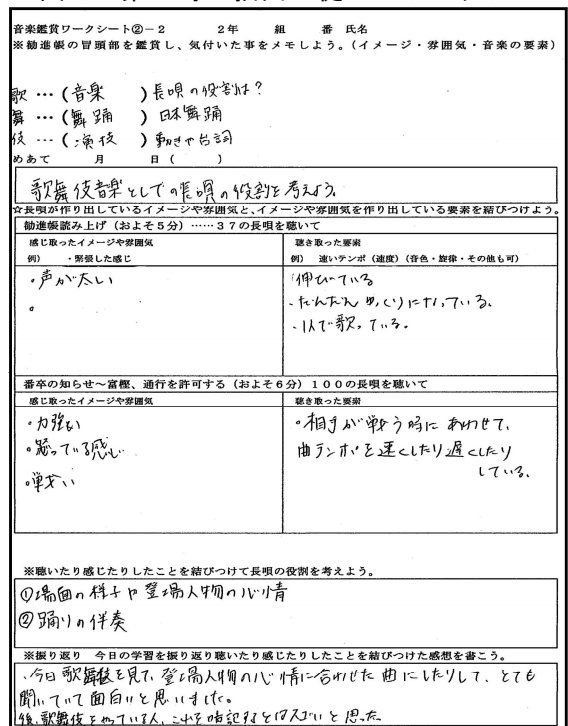 音楽鑑賞ワークシート②－2　2年　組　番　氏名
※勧進帳の冒頭部を鑑賞し、気付いた事をメモしよう。（イメージ・雰囲気・音楽の要素）
歌 …（音楽　）長唄の役割は？
舞 …（舞踊　）日本舞踊
伎 …（演技　）動きや台詞
めあて　月　日（　）
歌舞伎音楽としての長唄の役割を考えよう。
☆長唄が作り出しているイメージや雰囲気と、イメージや雰囲気を作り出している要素を結びつけよう。
勧進帳読み上げ（およそ5分）……37の長唄を聴いて
感じ取ったイメージや雰囲気
例）　・緊張した感じ
・声が太い
。
聴き取った要素
例）　速いテンポ（速度）（音色・旋律・その他も可）
・伸びている
・だんだんゆっくりになっている。
・1人で歌っている。
番卒の知らせ～富樫、通行を許可する（およそ6分）100の長唄を聴いて
感じ取ったイメージや雰囲気
・力強い
・怒っている感じ
・戦い
聴き取った要素
・相手が戦う時にあわせて、
曲テンポを速くしたり遅くしたり
している。
※聴いたり感じたりしたことを結びつけて長唄の役割を考えよう。
①場面の様子や登場人物の心情
②踊りの伴奏
※振り返り　今日の学習を振り返り聴いたり感じたりしたことを結びつけた感想を書こう。
・今日歌舞伎を見て、登場人物の心情に合わせた曲にしたりして、とても
聞いていて面白いと思いました。
後、歌舞伎をやっている人、これを暗記するとはスゴいと思った